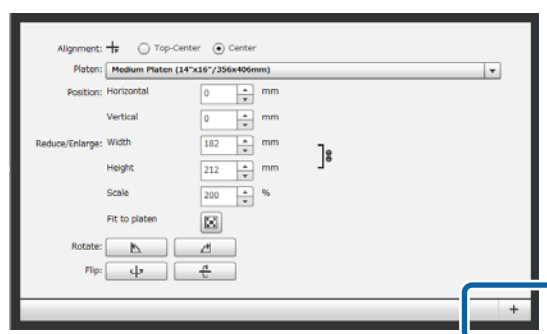 Alignment: Top-Center Center
Platen: Medium Platen (14"x16"/356x406mm)
Position: Horizontal 0 mm
Vertical 0 mm
Reduce/Enlarge: Width 182 mm
Height 212 mm
Scale 200 %
Fit to platen
Rotate:
Flip:
+